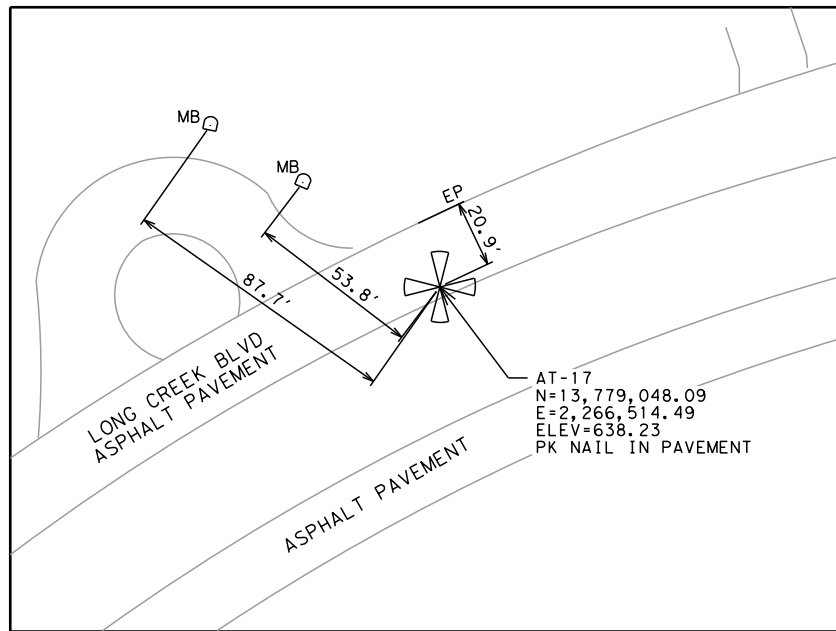 MB
MB
EP
20.9'
53.8'
87.7'
LONG CREEK BLVD
ASPHALT PAVEMENT
AT-17
N=13,779,048.09
E=2,266,514.49
ELEV=638.23
PK NAIL IN PAVEMENT
ASPHALT PAVEMENT